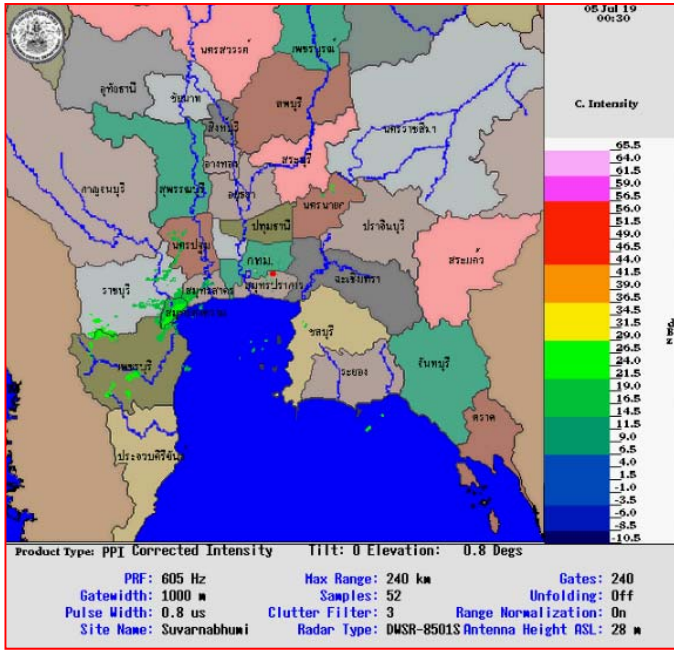 05 Jul 19
00:30
C. Intensity
นครสวรรค์
เพชรบูรณ์
อุทัยธานี
ชัยนาท
ลพบุรี
สิงห์บุรี
นครราชสีมา
อ่างทอง
สระบุรี
กาญจนบุรี
สุพรรณบุรี
อยุธยา
นครนายก
ปทุมธานี
ปราจีนบุรี
นครปฐม
กทม.
สระแก้ว
ราชบุรี
สมุทรสาคร
สมุทรปราการ
ฉะเชิงเทรา
สมุทรสงคราม
ชลบุรี
เพชรบุรี
ระยอง
จันทบุรี
ตราด
ประจวบคีรีขันธ์
65.5
64.0
61.5
59.0
56.5
56.0
51.5
49.0
46.5
44.0
41.5
39.0
36.5
34.0
31.5
29.0
26.5
24.0
21.5
19.0
16.5
14.5
11.5
9.0
6.5
4.0
1.5
-1.0
-3.5
-6.0
-8.5
-10.5
Product Type: PPI Corrected Intensity Tilt: 0 Elevation: 0.8 Degs
PRF: 605 Hz Max Range: 240 km Gates: 240
Gatewidth: 1000 m Samples: 52 Unfolding: Off
Pulse Width: 0.8 us Clutter Filter: 3 Range Normalization: On
Site Name: Suvarnabhumi Radar Type: DWSR-8501S Antenna Height ASL: 28 m